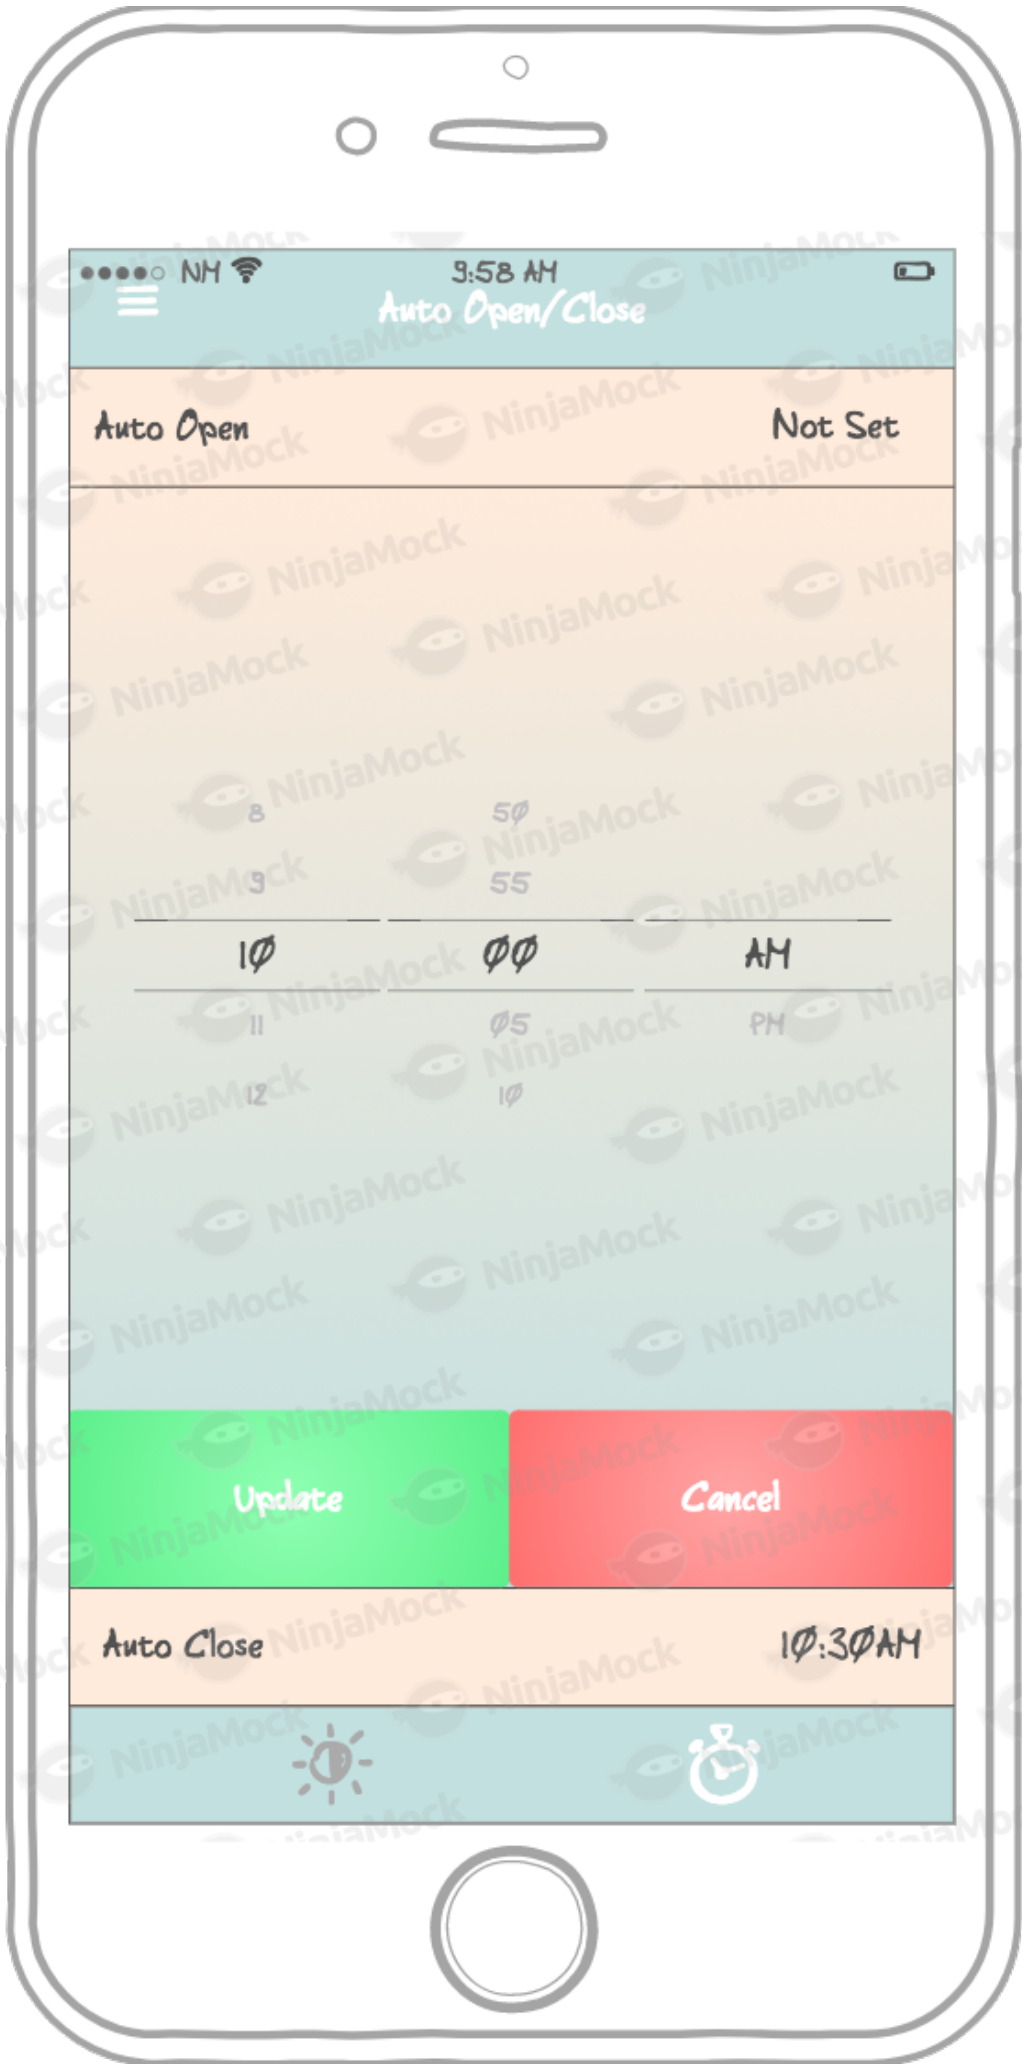 NM 9:58 AM
Auto Open/Close
Auto Open Not Set
8 50
9 55
10 00 AM
11 05 PM
12 10
Update Cancel
Auto Close 10:30AM
NinjaMock